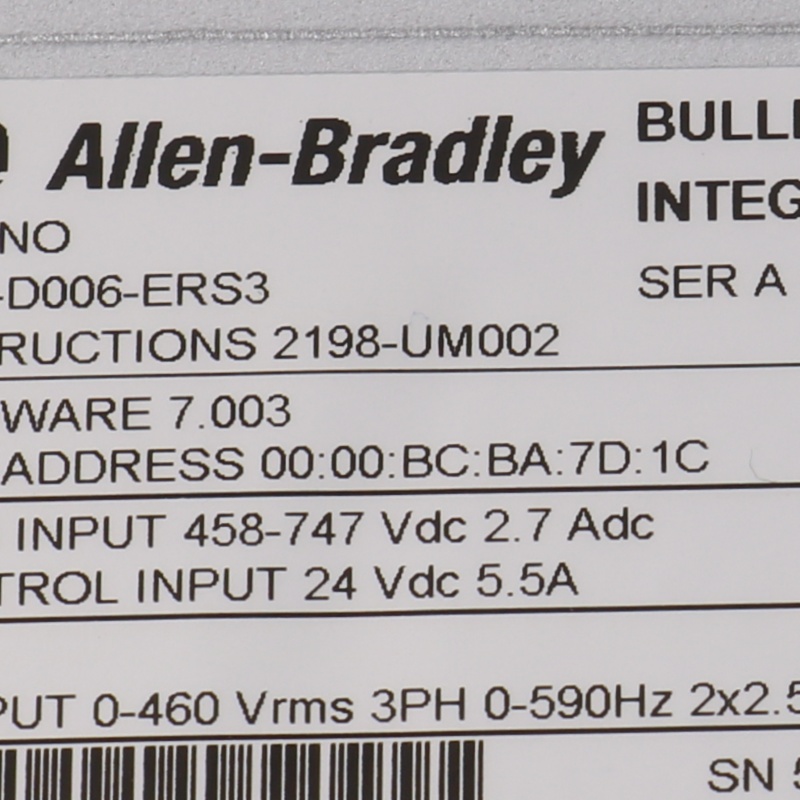 Allen-Bradley
BULL
INTEG
NO
-D006-ERS3
SER A
RUCTIONS 2198-UM002
WARE 7.003
ADDRESS 00:00:BC:BA:7D:1C
INPUT 458-747 Vdc 2.7 Adc
TROL INPUT 24 Vdc 5.5A
PUT 0-460 Vrms 3PH 0-590Hz 2x2.5
SN 5